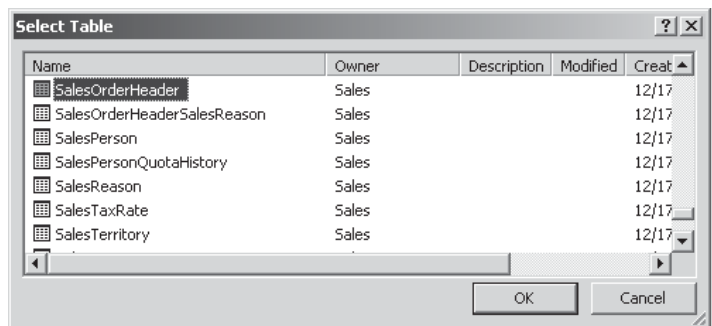 Select Table
Name Owner Description Modified Creat
SalesOrderHeader Sales 12/17
SalesOrderHeaderSalesReason Sales 12/17
SalesPerson Sales 12/17
SalesPersonQuotaHistory Sales 12/17
SalesReason Sales 12/17
SalesTaxRate Sales 12/17
SalesTerritory Sales 12/17
OK Cancel